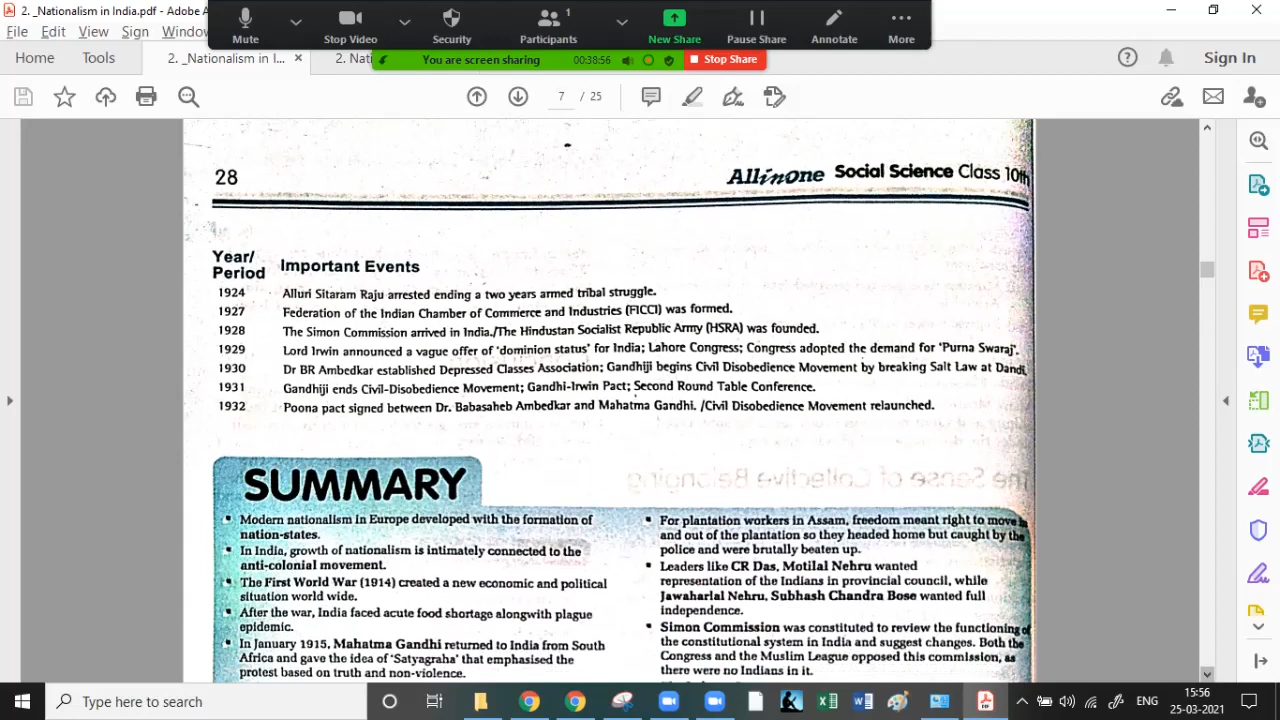 2. _Nationalism in India.pdf - Adobe A
File Edit View Sign Window
Mute Stop Video Security Participants 1 New Share Pause Share Annotate More
You are screen sharing 00:38:56 Stop Share
Home Tools 2. _Nationalism in I... × 2. Nati Sign In
7 / 25
28 All in One Social Science Class 10th
Year/
Period Important Events
1924 Alluri Sitaram Raju arrested ending a two years armed tribal struggle.
1927 Federation of the Indian Chamber of Commerce and Industries (FICCI) was formed.
1928 The Simon Commission arrived in India./The Hindustan Socialist Republic Army (HSRA) was founded.
1929 Lord Irwin announced a vague offer of 'dominion status' for India; Lahore Congress; Congress adopted the demand for 'Purna Swaraj'.
1930 Dr BR Ambedkar established Depressed Classes Association; Gandhiji begins Civil Disobedience Movement by breaking Salt Law at Dandi,
1931 Gandhiji ends Civil-Disobedience Movement; Gandhi-Irwin Pact; Second Round Table Conference.
1932 Poona pact signed between Dr. Babasaheb Ambedkar and Mahatma Gandhi. /Civil Disobedience Movement relaunched.
SUMMARY
Modern nationalism in Europe developed with the formation of
nation-states.
In India, growth of nationalism is intimately connected to the
anti-colonial movement.
The First World War (1914) created a new economic and political
situation world wide.
After the war, India faced acute food shortage alongwith plague
epidemic.
In January 1915, Mahatma Gandhi returned to India from South
Africa and gave the idea of 'Satyagraha' that emphasised the
protest based on truth and non-violence.
For plantation workers in Assam, freedom meant right to move in
and out of the plantation so they headed home but caught by the
police and were brutally beaten up.
Leaders like CR Das, Motilal Nehru wanted
representation of the Indians in provincial council, while
Jawaharlal Nehru, Subhash Chandra Bose wanted full
independence.
Simon Commission was constituted to review the functioning of
the constitutional system in India and suggest changes. Both the
Congress and the Muslim League opposed this commission, as
there were no Indians in it.
Type here to search
ENG
15:56
25-03-2021